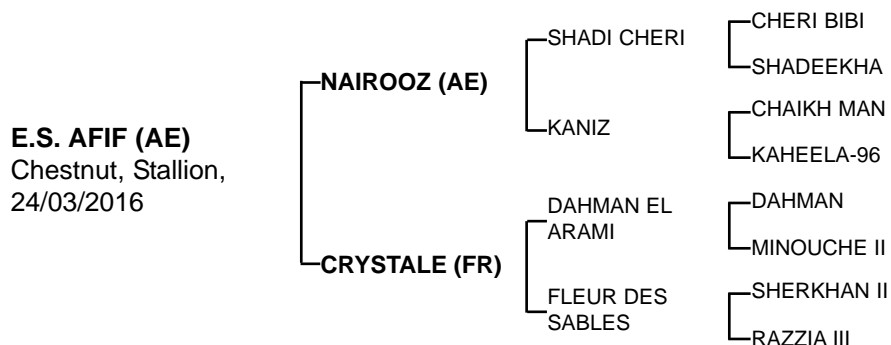 E.S. AFIF (AE)
Chestnut, Stallion,
24/03/2016
NAIROOZ (AE)
CRYSTALE (FR)
SHADI CHERI
KANIZ
DAHMAN EL
ARAMI
FLEUR DES
SABLES
CHERI BIBI
SHADEEKHA
CHAIKH MAN
KAHEELA-96
DAHMAN
MINOUCHE II
SHERKHAN II
RAZZIA III